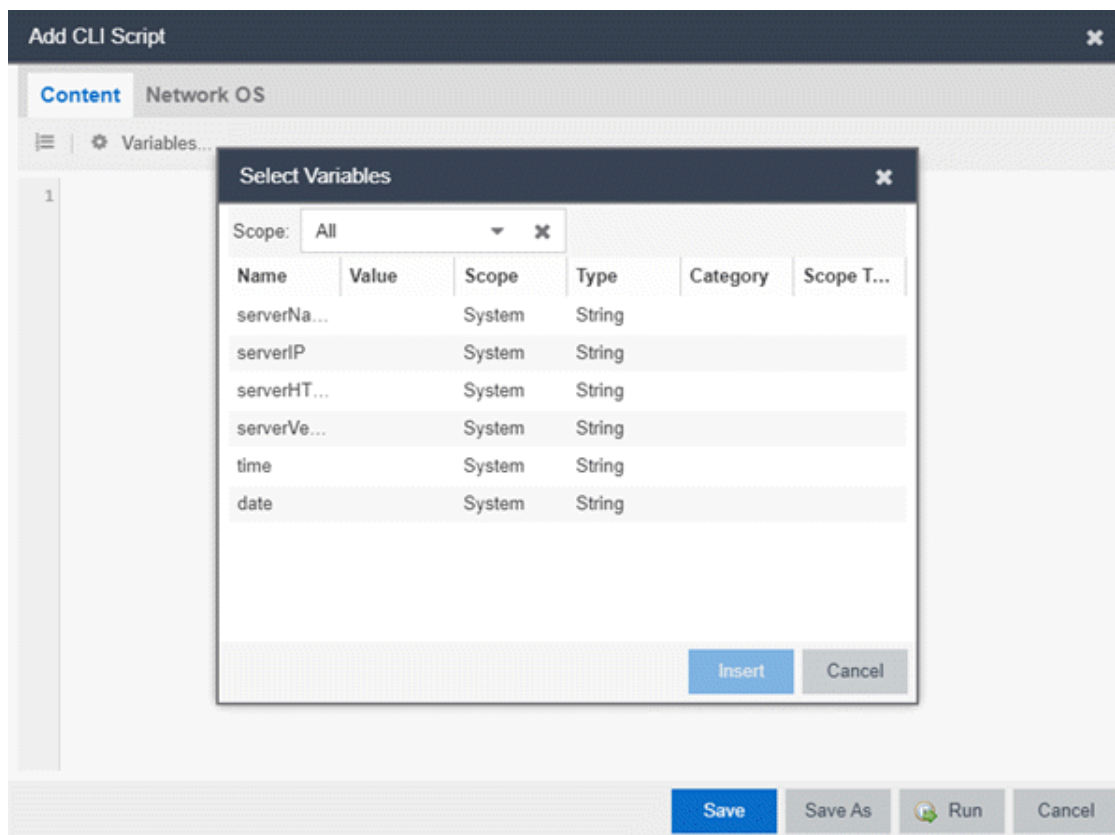 Add CLI Script
Content Network OS
Variables...
Select Variables
1
Scope: All
Name Value Scope Type Category Scope T...
serverNa... System String
serverIP System String
serverHT... System String
serverVe... System String
time System String
date System String
Insert Cancel
Save Save As Run Cancel